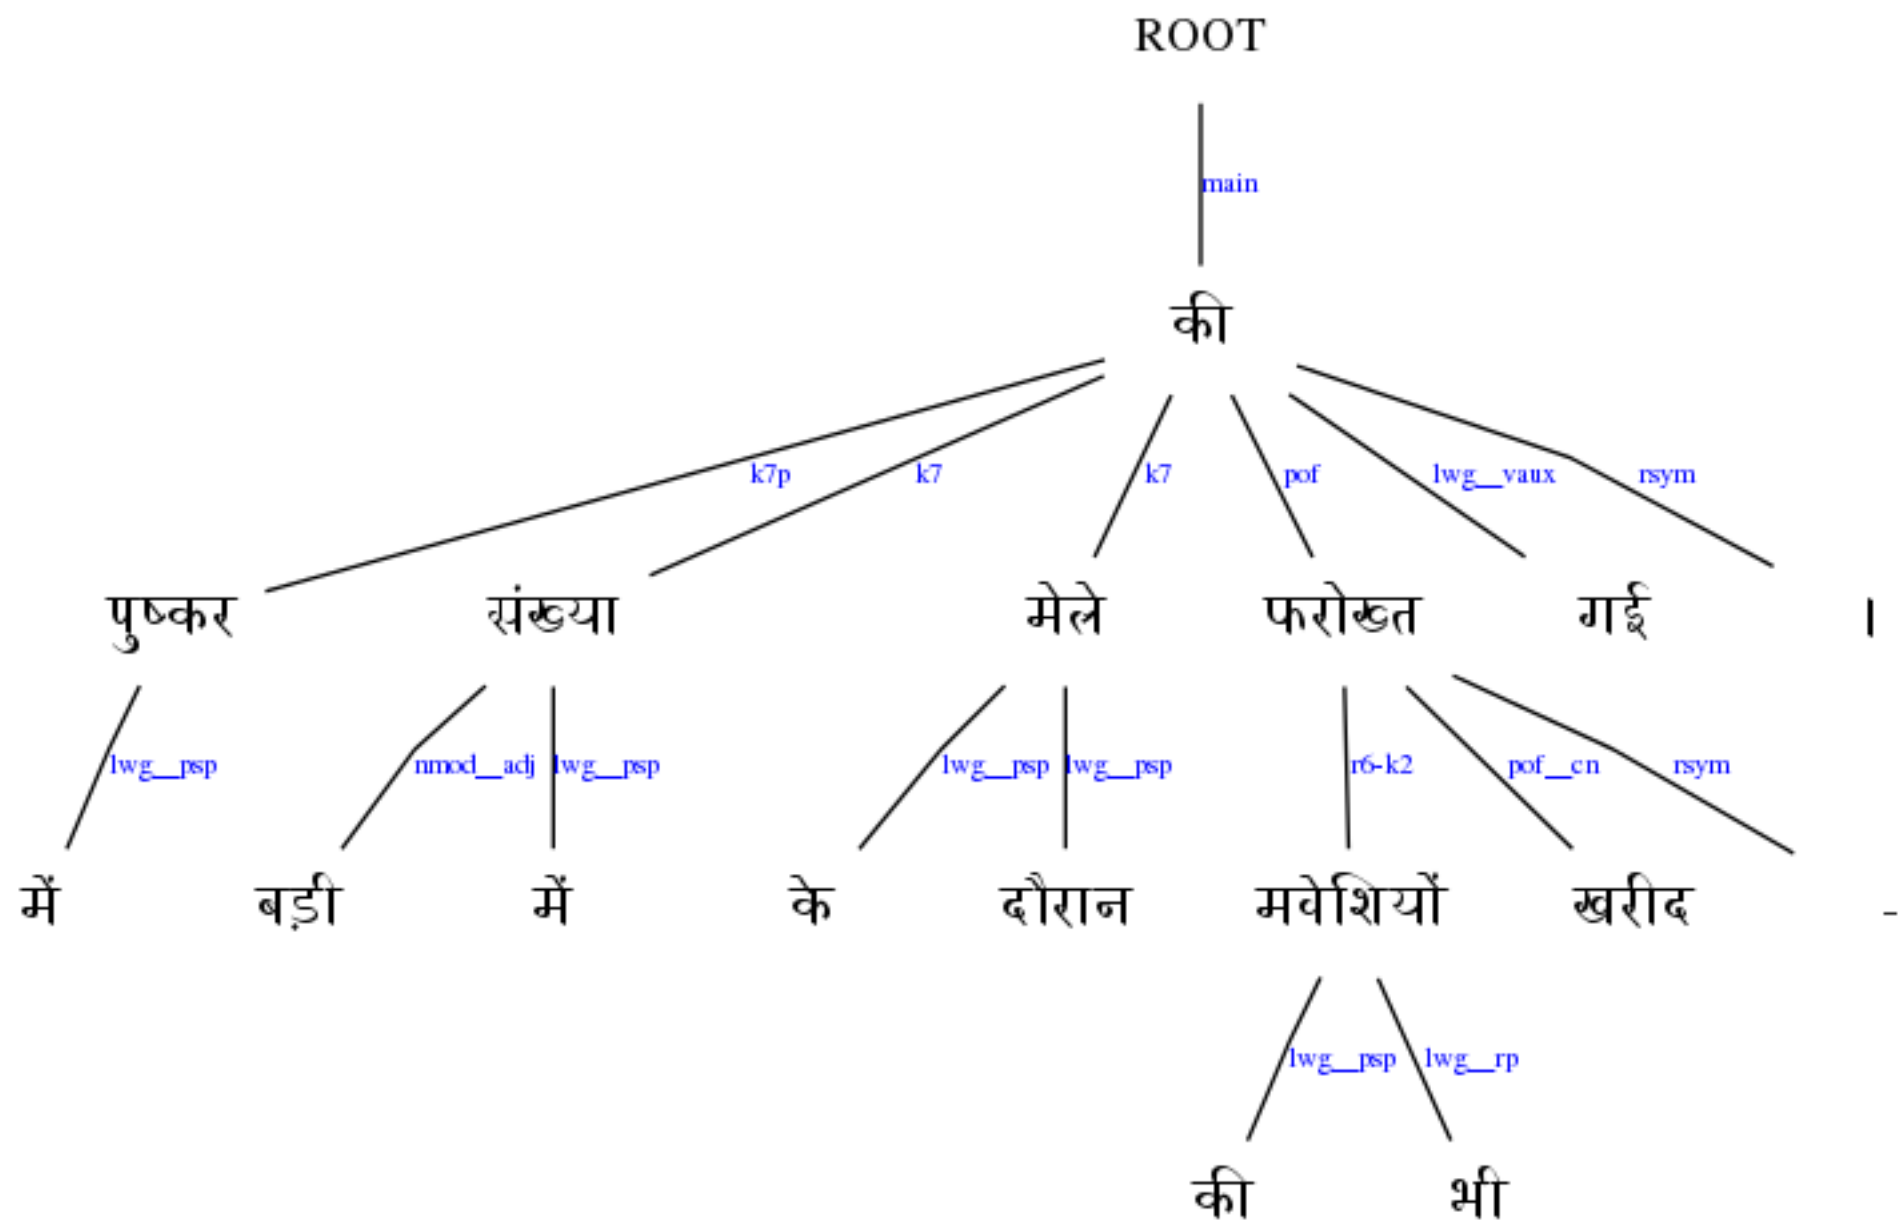 ROOT
main
की
k7p k7 k7 pof lwg__vaux rsym
पुष्कर संख्या मेले फरोख्त गई ।
lwg__psp nmod__adj lwg__psp lwg__psp lwg__psp r6-k2 pof__cn rsym
में बड़ी में के दौरान मवेशियों खरीद -
lwg__psp lwg__rp
की भी